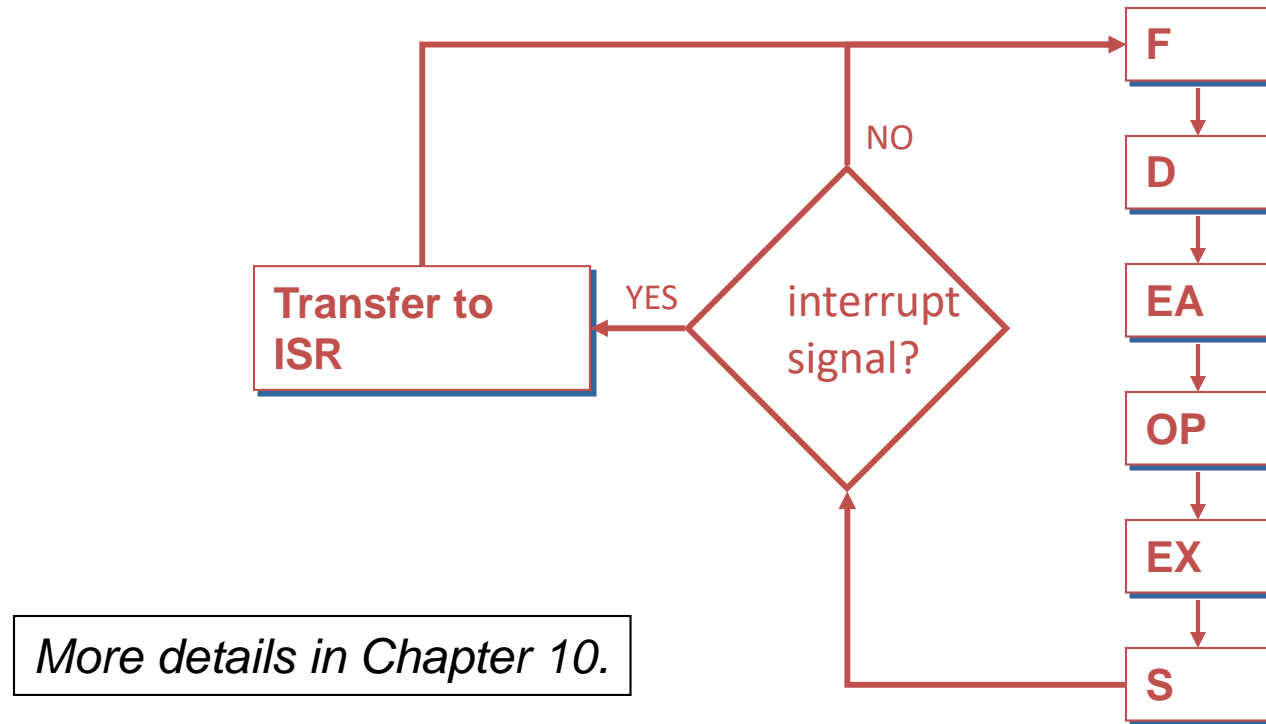 F
NO
D
Transfer to
ISR
YES
interrupt
signal?
EA
OP
EX
More details in Chapter 10.
S